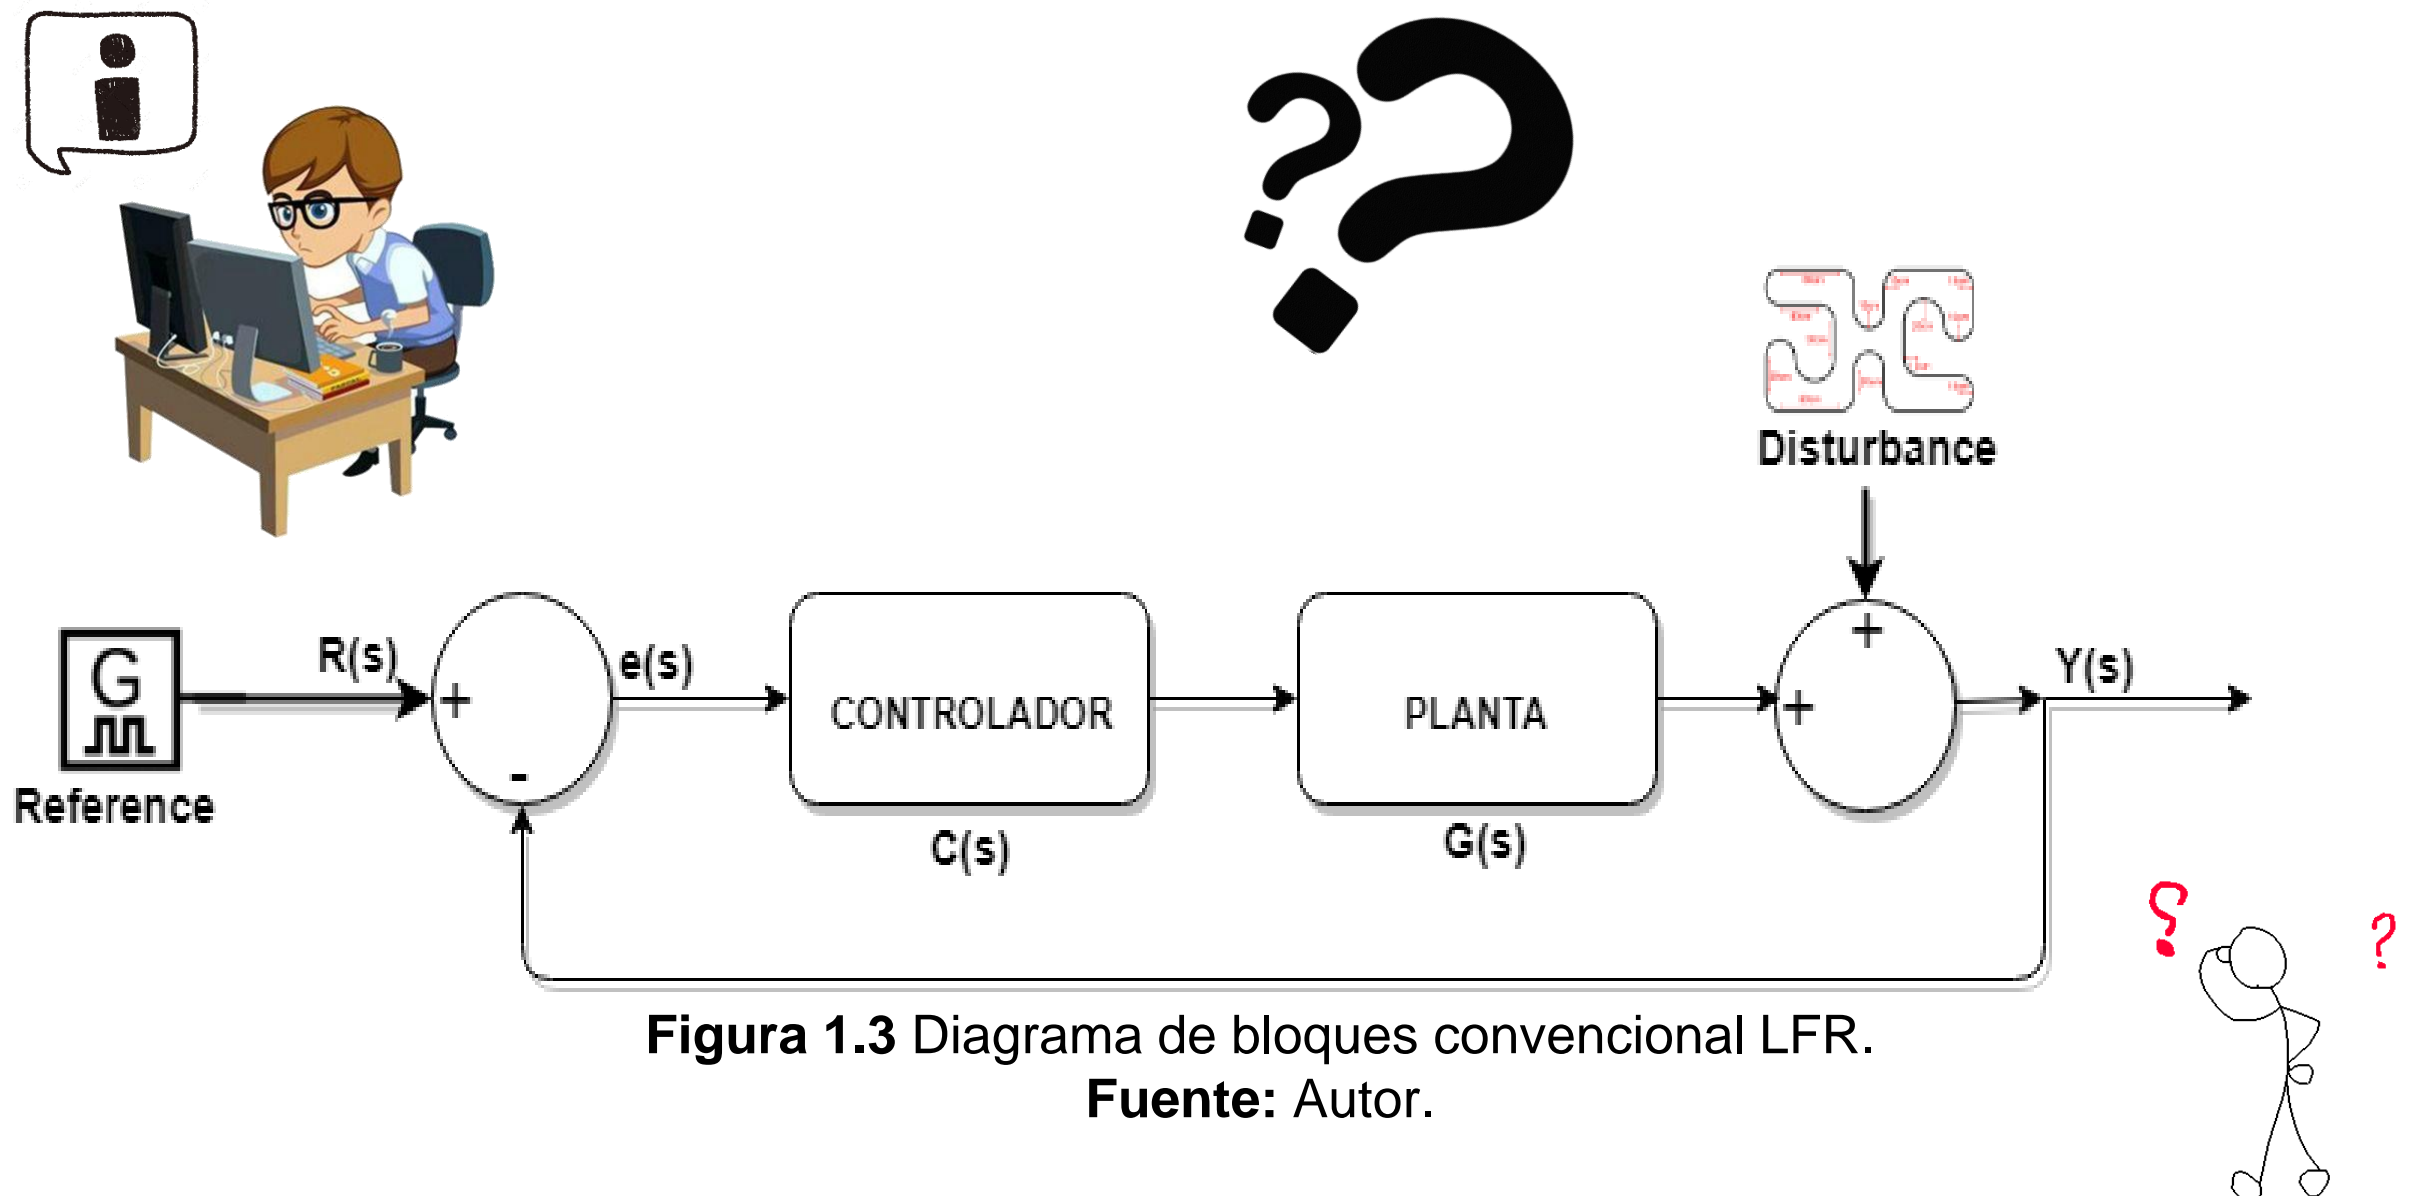 Disturbance
G
R(s)
+
-
e(s)
CONTROLADOR
PLANTA
+
+
Y(s)
Reference
C(s)
G(s)
? ?
Figura 1.3 Diagrama de bloques convencional LFR.
Fuente: Autor.